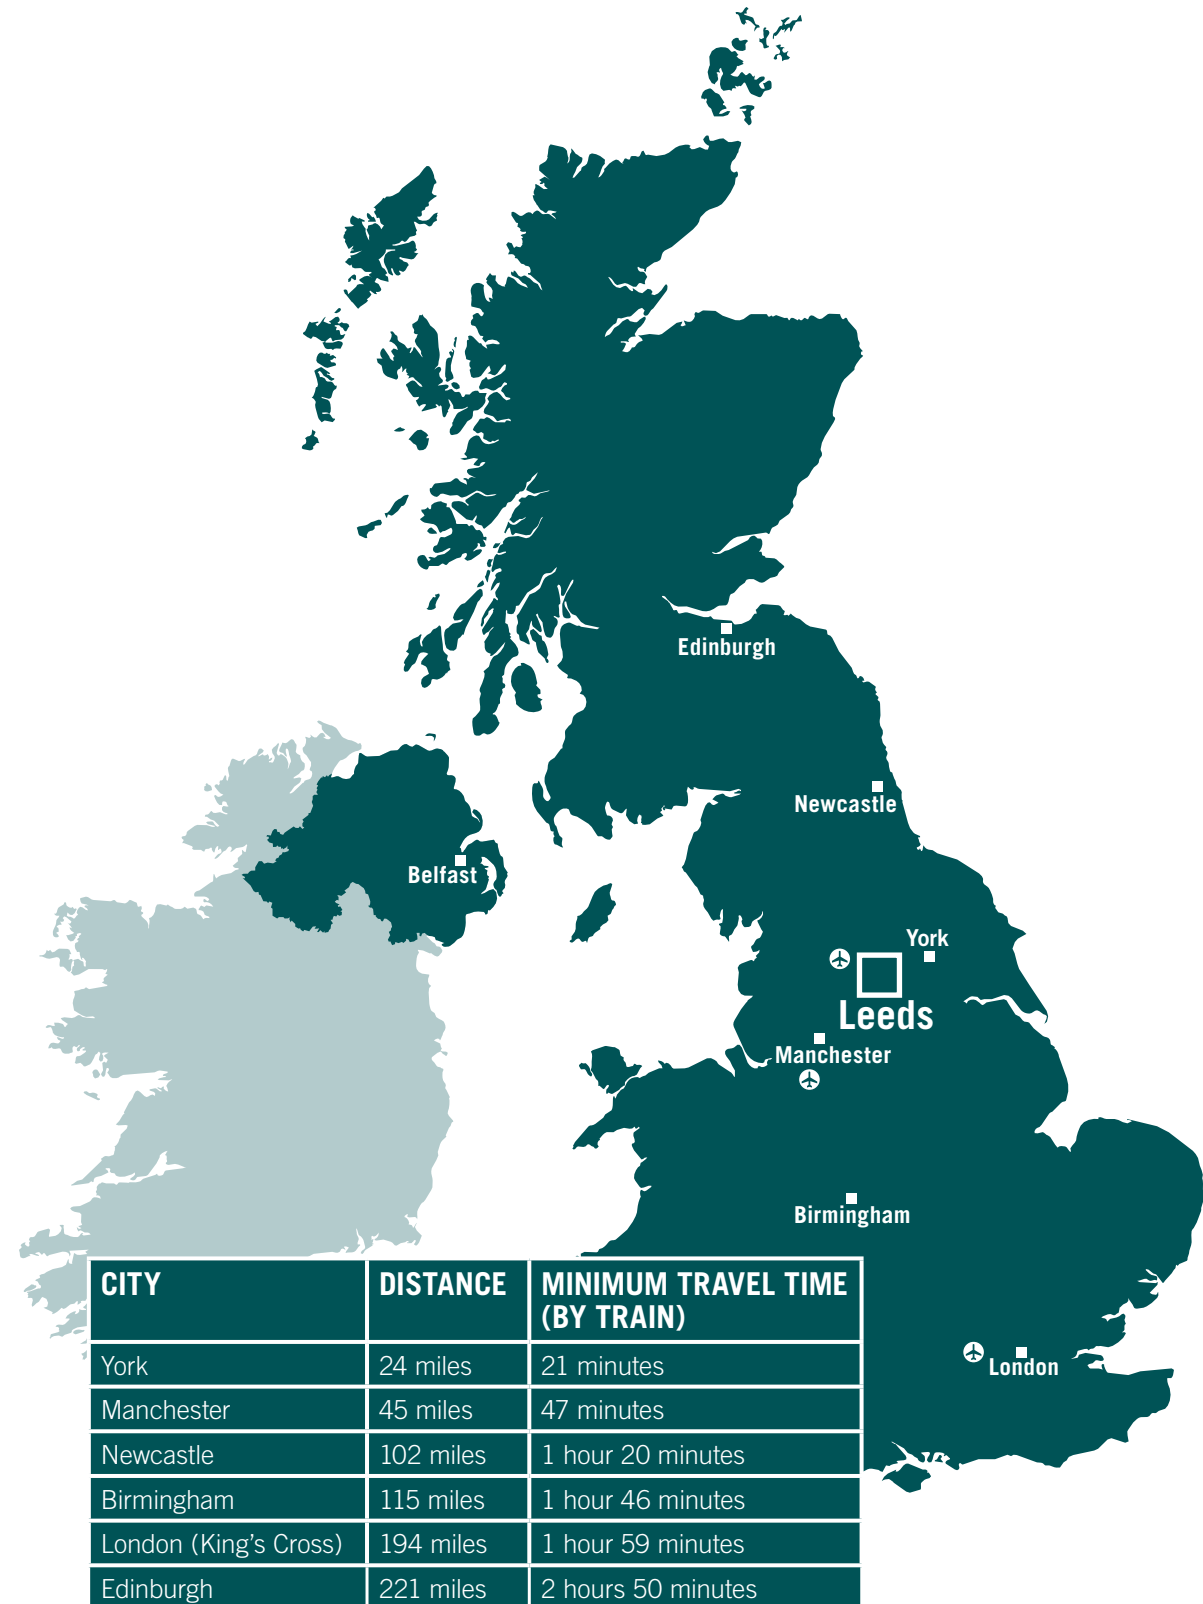 Edinburgh
Newcastle
Belfast
York
Leeds
Manchester
Birmingham
London
CITY DISTANCE MINIMUM TRAVEL TIME
(BY TRAIN)
York 24 miles 21 minutes
Manchester 45 miles 47 minutes
Newcastle 102 miles 1 hour 20 minutes
Birmingham 115 miles 1 hour 46 minutes
London (King’s Cross) 194 miles 1 hour 59 minutes
Edinburgh 221 miles 2 hours 50 minutes